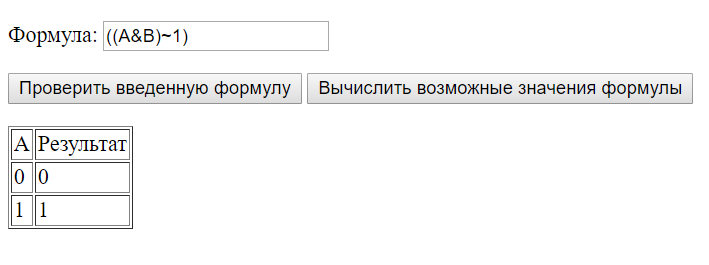 Формула: ((A&B)~1)
Проверить введенную формулу Вычислить возможные значения формулы
A Результат
0 0
1 1